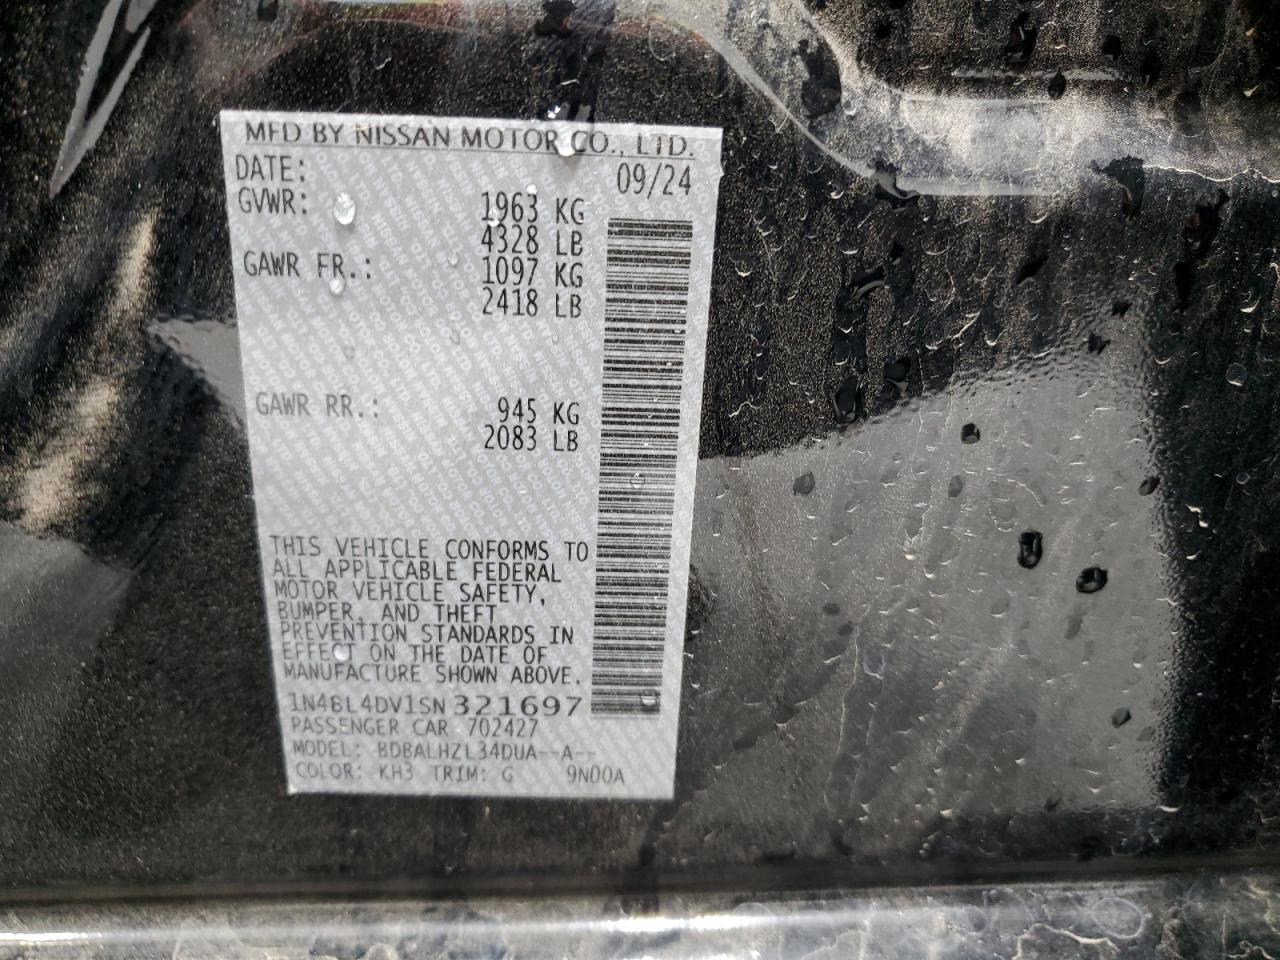 MFD BY NISSAN MOTOR CO., LTD.
DATE: 09/24
GVWR: 1963 KG
4328 LB
GAWR FR.: 1097 KG
2418 LB
GAWR RR.: 945 KG
2083 LB
THIS VEHICLE CONFORMS TO
ALL APPLICABLE FEDERAL
MOTOR VEHICLE SAFETY,
BUMPER, AND THEFT
PREVENTION STANDARDS IN
EFFECT ON THE DATE OF
MANUFACTURE SHOWN ABOVE.
1N4BL4DV1SN321697
PASSENGER CAR 702427
MODEL: BDBALHZL34DUA--A--
COLOR: KH3 TRIM: G 9N00A